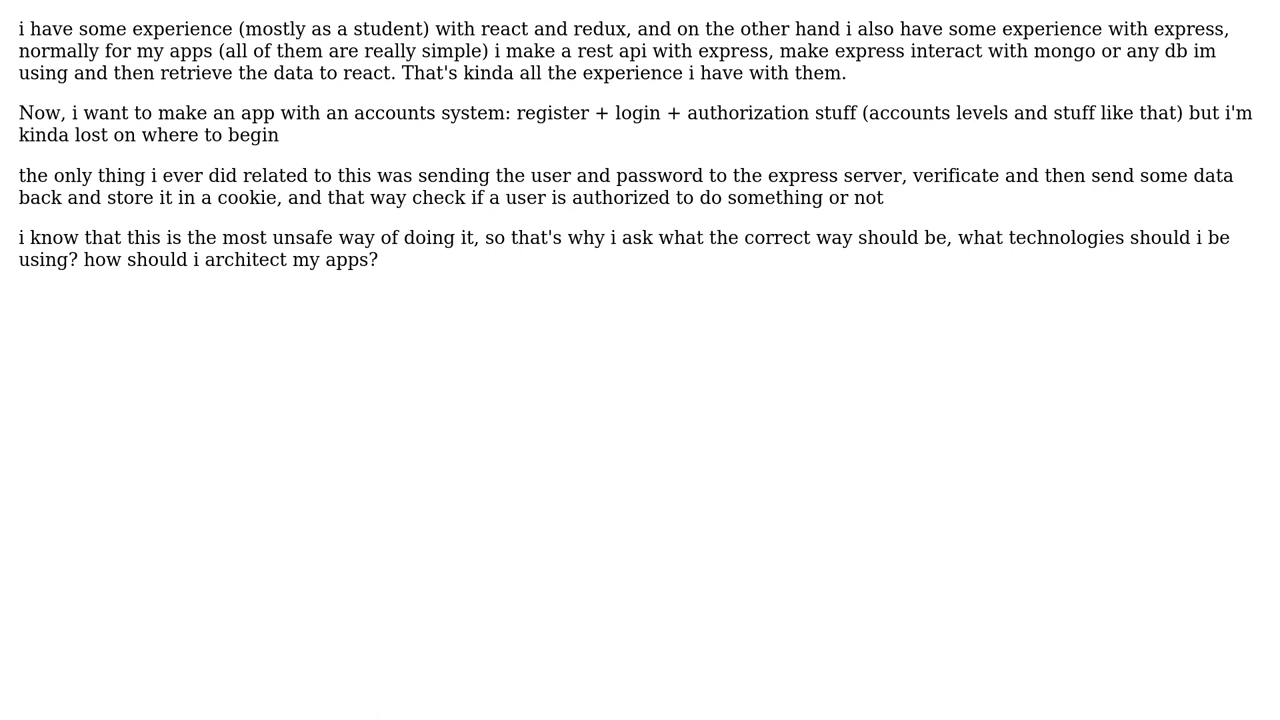 i have some experience (mostly as a student) with react and redux, and on the other hand i also have some experience with express,
normally for my apps (all of them are really simple) i make a rest api with express, make express interact with mongo or any db im
using and then retrieve the data to react. That's kinda all the experience i have with them.
Now, i want to make an app with an accounts system: register + login + authorization stuff (accounts levels and stuff like that) but i'm
kinda lost on where to begin
the only thing i ever did related to this was sending the user and password to the express server, verificate and then send some data
back and store it in a cookie, and that way check if a user is authorized to do something or not
i know that this is the most unsafe way of doing it, so that's why i ask what the correct way should be, what technologies should i be
using? how should i architect my apps?